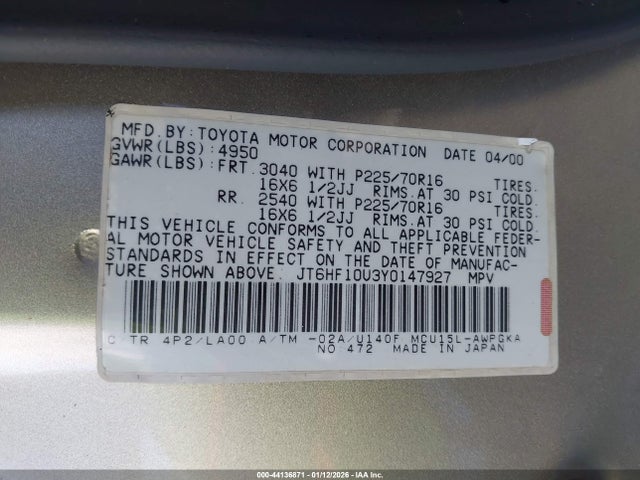 MFD. BY: TOYOTA MOTOR CORPORATION DATE 04/00
GVWR(LBS): 4950
GAWR(LBS): FRT. 3040 WITH P225/70R16 TIRES.
16X6 1/2JJ RIMS. AT 30 PSI COLD.
RR. 2540 WITH P225/70R16 TIRES.
16X6 1/2JJ RIMS. AT 30 PSI COLD.
THIS VEHICLE CONFORMS TO ALL APPLICABLE FEDER-
AL MOTOR VEHICLE SAFETY AND THEFT PREVENTION
STANDARDS IN EFFECT ON THE DATE OF MANUFAC-
TURE SHOWN ABOVE. JT6HF10U3Y0147927 MPV
C/TR 4P2/LA00 A/TM -02A/U140F MCU15L-AWPGKA
NO 472 MADE IN JAPAN
000-44136871 - 01/12/2026 - IAA Inc.